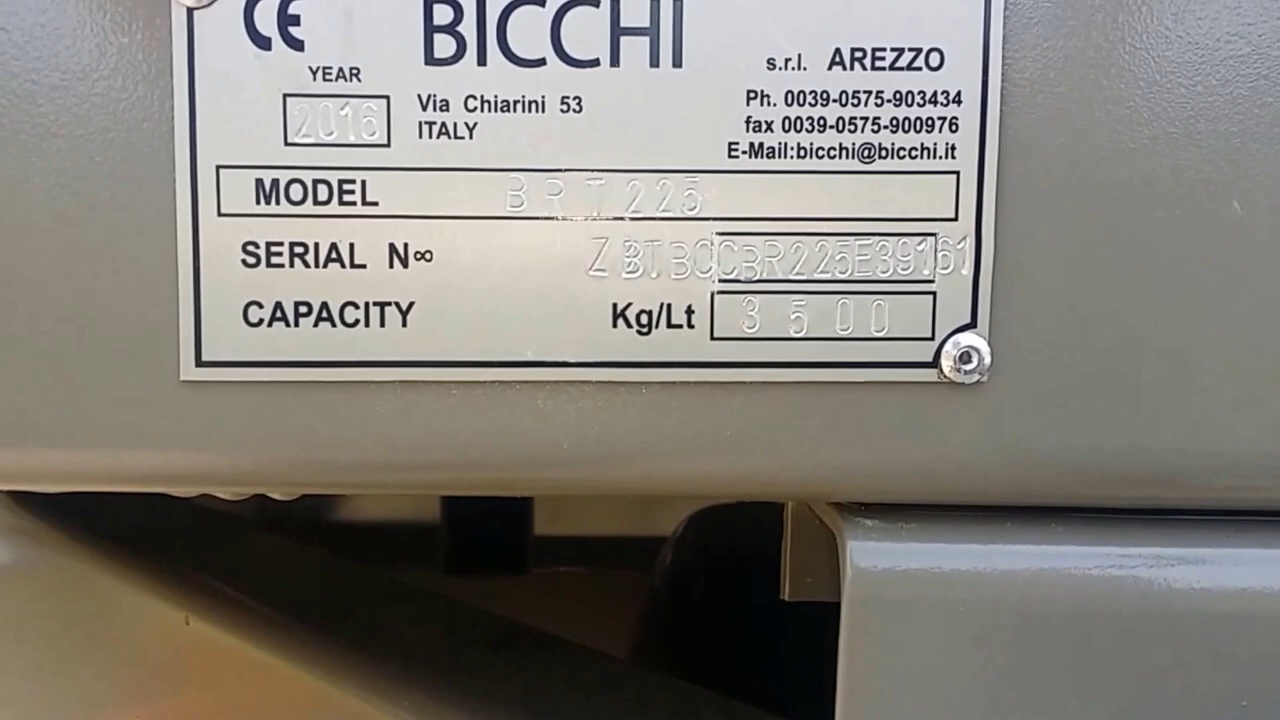 CE BICCHI
s.r.l. AREZZO
YEAR
2016
Via Chiarini 53
ITALY
Ph. 0039-0575-903434
fax 0039-0575-900976
E-Mail:bicchi@bicchi.it
MODEL BRT225
SERIAL N∞ ZBTBCCBR225E39161
CAPACITY Kg/Lt 3500